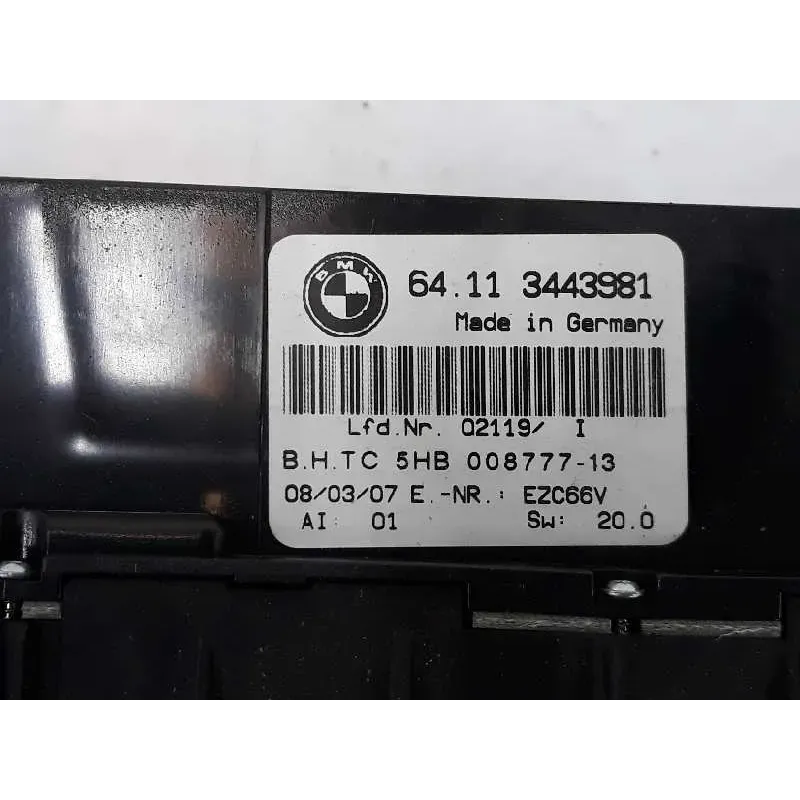 BMW
64.11 3443981
Made in Germany
Lfd.Nr. 02119/ I
B.H.TC 5HB 008777-13
08/03/07 E.-NR.: EZC66V
AI: 01 SW: 20.0